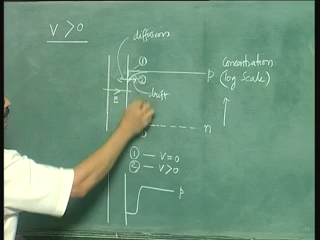 V > 0
diffusion
①
p
②
drift
E
n
Concentration
(log Scale)
① — V=0
② — V>0
p